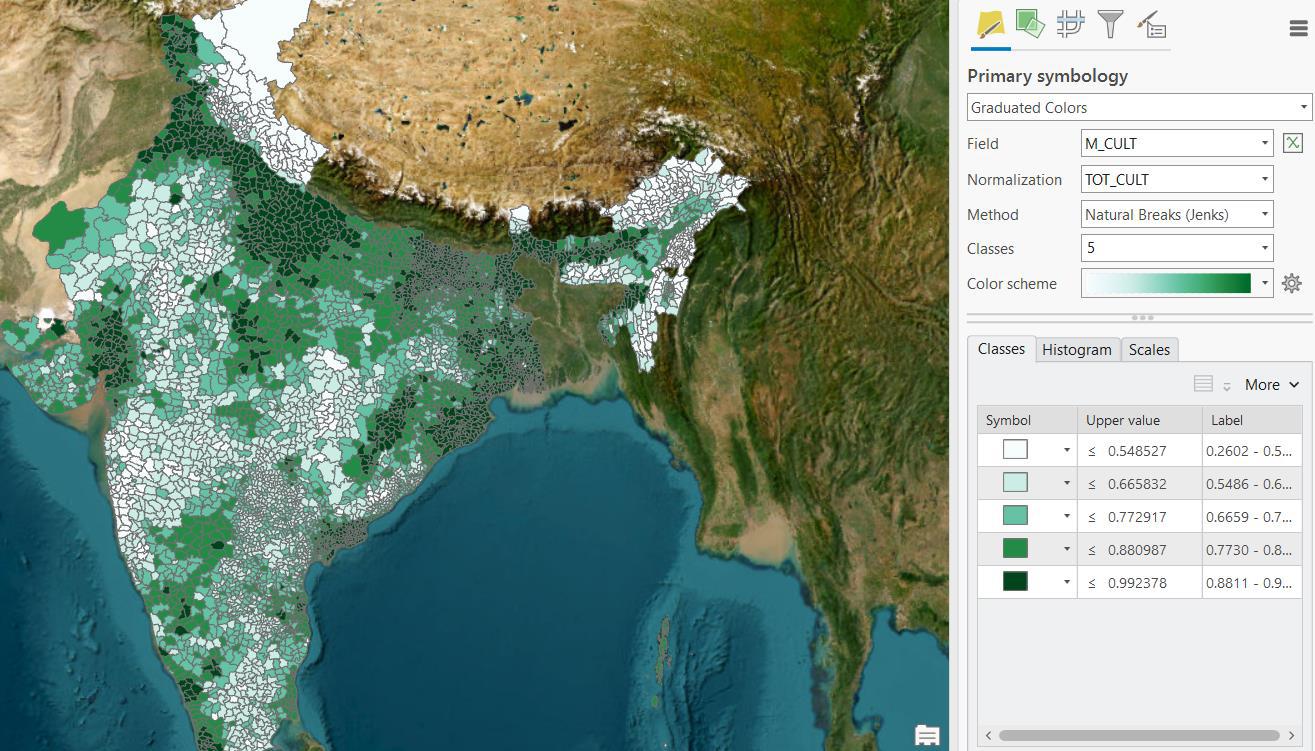 Primary symbology
Graduated Colors
Field M_CULT
Normalization TOT_CULT
Method Natural Breaks (Jenks)
Classes 5
Color scheme
Classes Histogram Scales
More
Symbol Upper value Label
≤ 0.548527 0.2602 - 0.5...
≤ 0.665832 0.5486 - 0.6...
≤ 0.772917 0.6659 - 0.7...
≤ 0.880987 0.7730 - 0.8...
≤ 0.992378 0.8811 - 0.9...